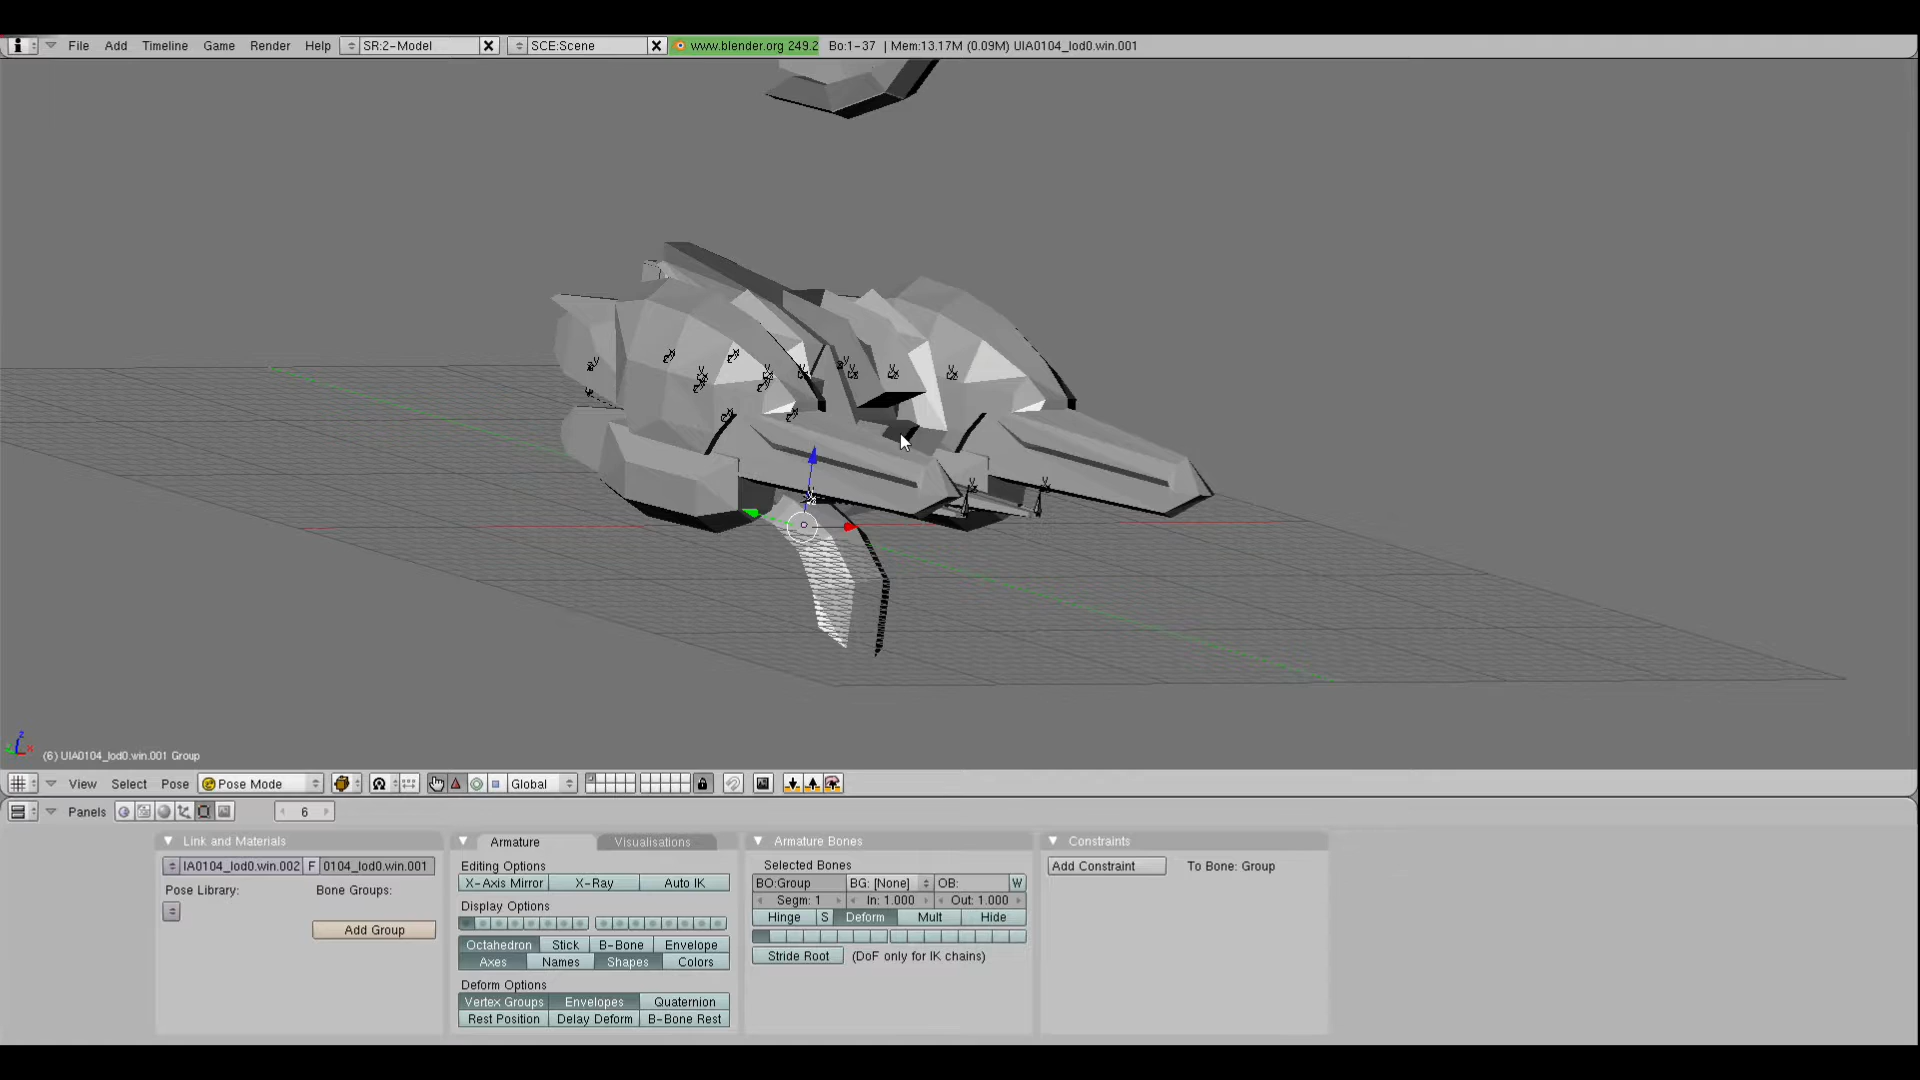 File Add Timeline Game Render Help SR:2-Model SCE:Scene www.blender.org 249.2 Bo:1-37 | Mem:13.17M (0.09M) UIA0104_lod0.win.001
z
x
(6) UIA0104_lod0.win.001 Group
View Select Pose Pose Mode Global
Panels 6
Link and Materials
IA0104_lod0.win.002 F 0104_lod0.win.001
Pose Library: Bone Groups:
Add Group
Armature Visualisations
Editing Options
X-Axis Mirror X-Ray Auto IK
Display Options
Octahedron Stick B-Bone Envelope
Axes Names Shapes Colors
Deform Options
Vertex Groups Envelopes Quaternion
Rest Position Delay Deform B-Bone Rest
Armature Bones
Selected Bones
BO:Group BG: [None] OB: W
Segm: 1 In: 1.000 Out: 1.000
Hinge S Deform Mult Hide
Stride Root (DoF only for IK chains)
Constraints
Add Constraint To Bone: Group